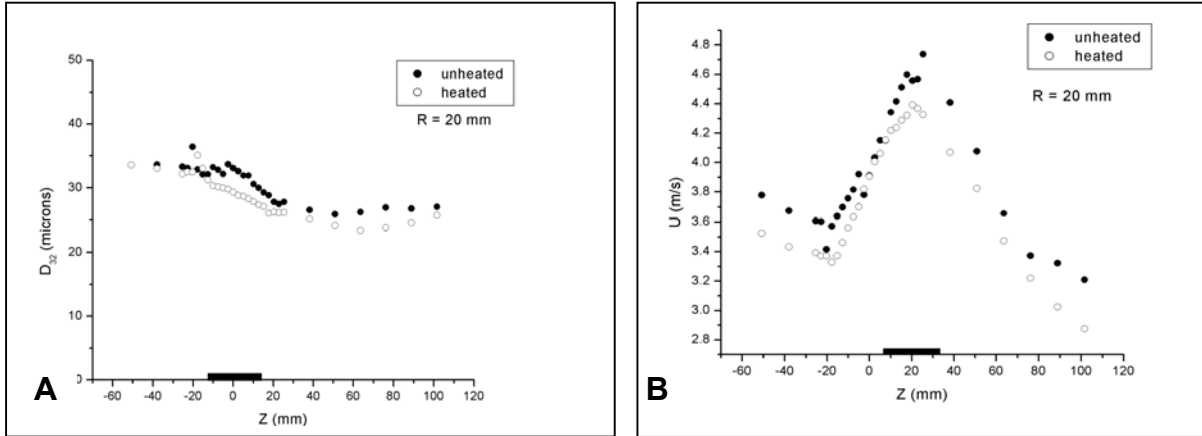 50
40
30
20
10
0
D32 (microns)
-60 -40 -20 0 20 40 60 80 100 120
Z (mm)
unheated
heated
R = 20 mm
A
4.8
4.6
4.4
4.2
4.0
3.8
3.6
3.4
3.2
3.0
2.8
U (m/s)
-60 -40 -20 0 20 40 60 80 100 120
Z (mm)
unheated
heated
R = 20 mm
B